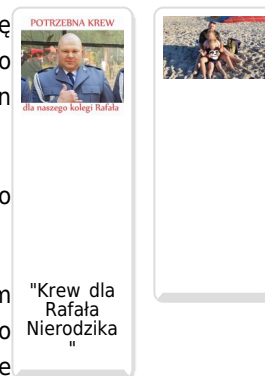 ę
o
n
o
n
o
e
POTRZEBNA KREW
dla naszego kolegi Rafała
"Krew dla
Rafała
Nierodzika
"